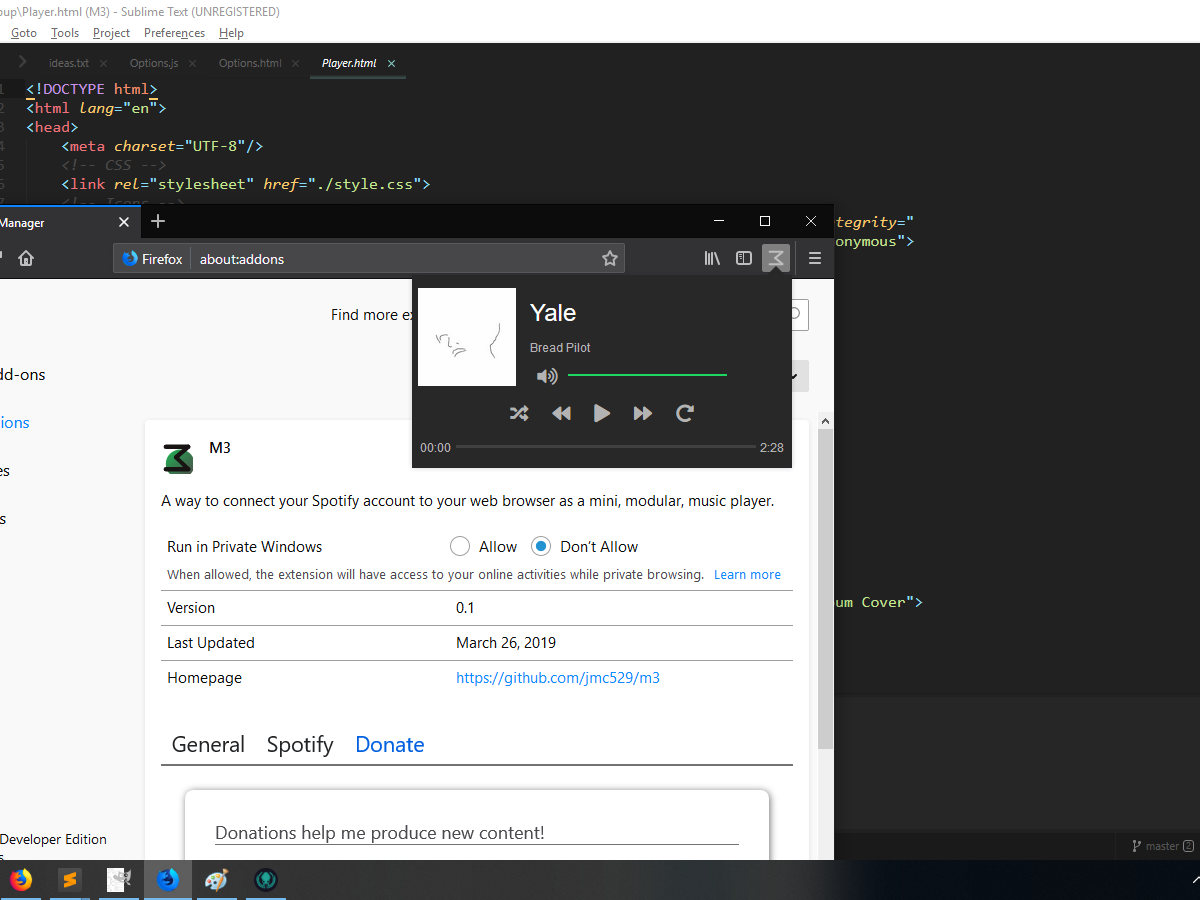 oup\Player.html (M3) - Sublime Text (UNREGISTERED)
Goto Tools Project Preferences Help
ideas.txt Options.js Options.html Player.html
1 <!DOCTYPE html>
2 <html lang="en">
3 <head>
4 <meta charset="UTF-8"/>
5 <!-- CSS -->
6 <link rel="stylesheet" href="./style.css">
7 <!-- Icons -->
tegrity="
onymous">
um Cover">
master 2
Manager
Firefox about:addons
Find more ex
dd-ons
ions
es
s
Yale
Bread Pilot
00:00 2:28
M3
A way to connect your Spotify account to your web browser as a mini, modular, music player.
Run in Private Windows Allow Don't Allow
When allowed, the extension will have access to your online activities while private browsing. Learn more
Version 0.1
Last Updated March 26, 2019
Homepage https://github.com/jmc529/m3
General Spotify Donate
Donations help me produce new content!
Developer Edition